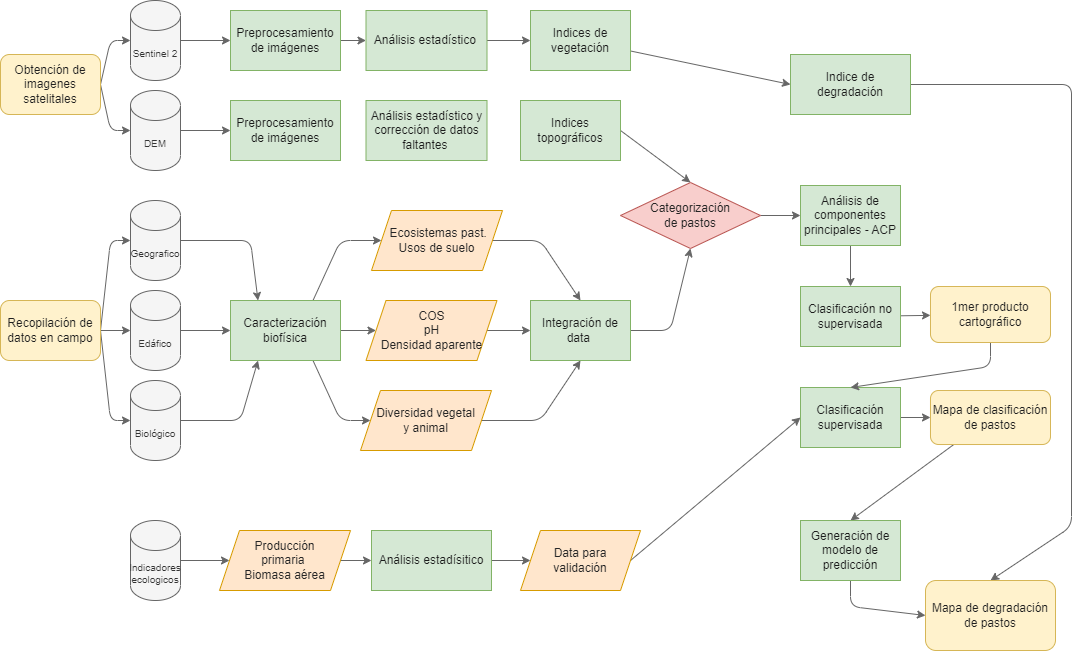 Obtención de
imagenes
satelitales
Sentinel 2
Preprocesamiento
de imágenes
Análisis estadístico
Indices de
vegetación
Indice de
degradación
DEM
Preprocesamiento
de imágenes
Análisis estadístico y
corrección de datos
faltantes
Indices
topográficos
Categorización
de pastos
Análisis de
componentes
principales - ACP
Recopilación de
datos en campo
Geografico
Edáfico
Biológico
Caracterización
biofísica
Ecosistemas past.
Usos de suelo
COS
pH
Densidad aparente
Diversidad vegetal
y animal
Integración de
data
Clasificación no
supervisada
1mer producto
cartográfico
Clasificación
supervisada
Mapa de clasificación
de pastos
Indicadores
ecologicos
Producción
primaria
Biomasa aérea
Análisis estadísitico
Data para
validación
Generación de
modelo de
predicción
Mapa de degradación
de pastos